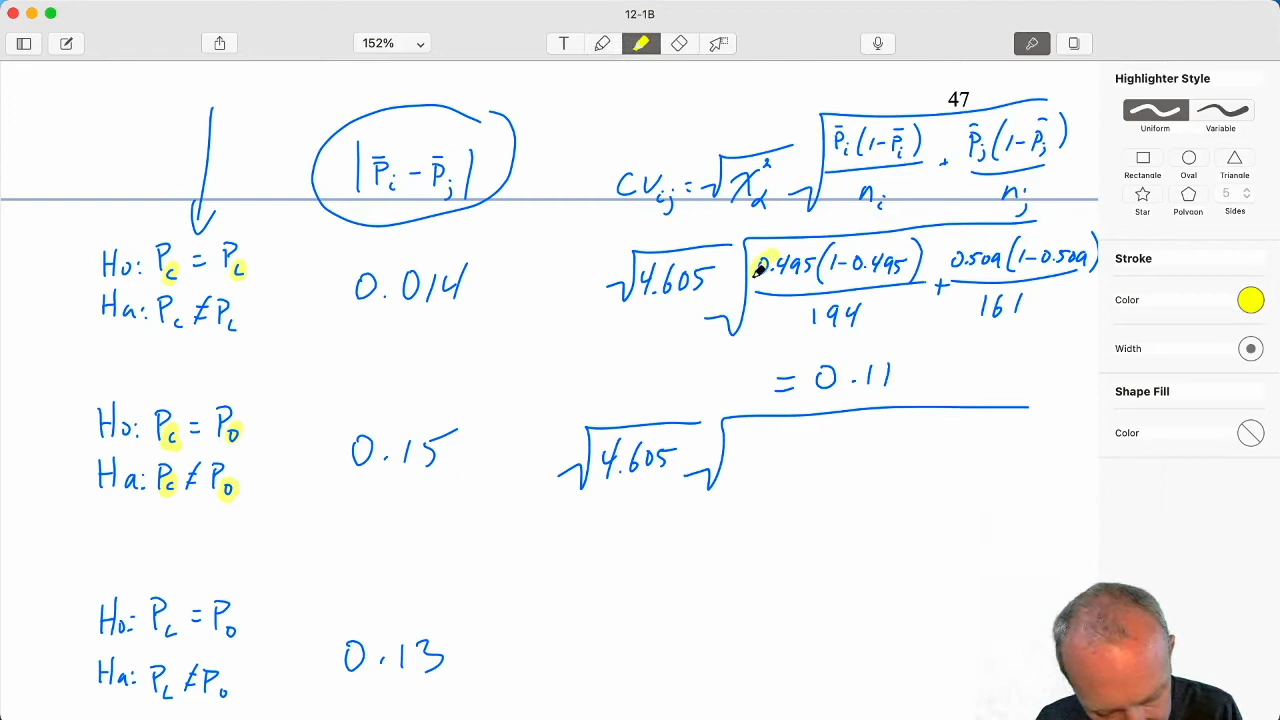 12-1B
152%
T
Highlighter Style
Uniform Variable
Rectangle Oval Triangle
5
Star Polygon Sides
Stroke
Color
Width
Shape Fill
Color
47
|P̄i - P̄j|
CVij = √χ²α √(P̄i(1-P̄i)/ni + P̄j(1-P̄j)/nj)
Ho: Pc = PL
Ha: Pc ≠ PL
0.014
√4.605 √(0.495(1-0.495)/194 + 0.509(1-0.509)/161)
= 0.11
Ho: Pc = Po
Ha: Pc ≠ Po
0.15
√4.605 √
Ho: PL = Po
Ha: PL ≠ Po
0.13